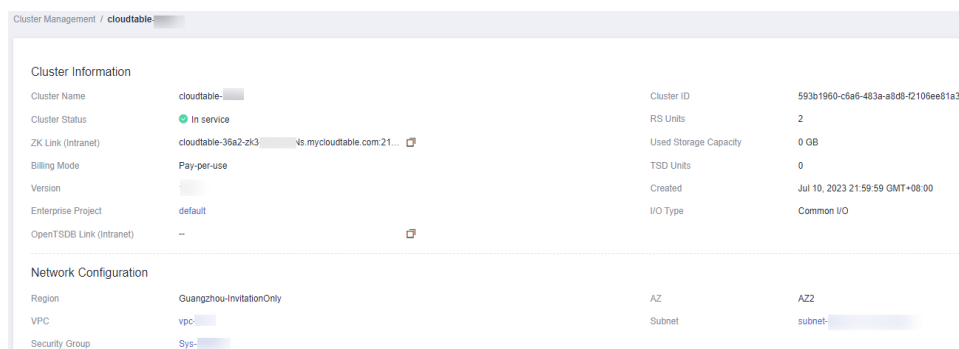 Cluster Management / cloudtable-
Cluster Information
Cluster Name cloudtable- Cluster ID 593b1960-c6a6-483a-a8d8-f2106ee81a3
Cluster Status In service RS Units 2
ZK Link (Intranet) cloudtable-36a2-zk3- .mycloudtable.com:21... Used Storage Capacity 0 GB
Billing Mode Pay-per-use TSD Units 0
Version Created Jul 10, 2023 21:59:59 GMT+08:00
Enterprise Project default I/O Type Common I/O
OpenTSDB Link (Intranet) --
Network Configuration
Region Guangzhou-InvitationOnly AZ AZ2
VPC vpc- Subnet subnet-
Security Group Sys-